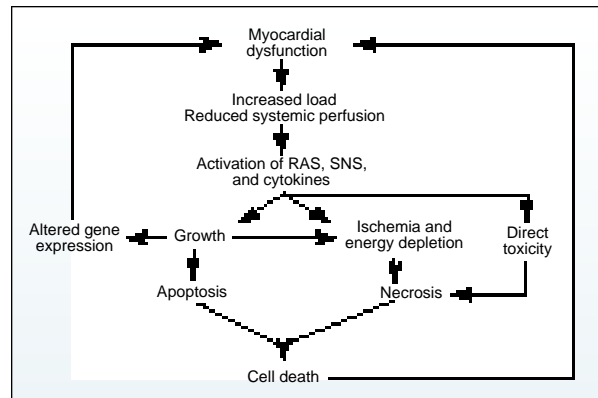 Myocardial
dysfunction
Increased load
Reduced systemic perfusion
Activation of RAS, SNS,
and cytokines
Altered gene
expression
Growth
Ischemia and
energy depletion
Direct
toxicity
Apoptosis
Necrosis
Cell death